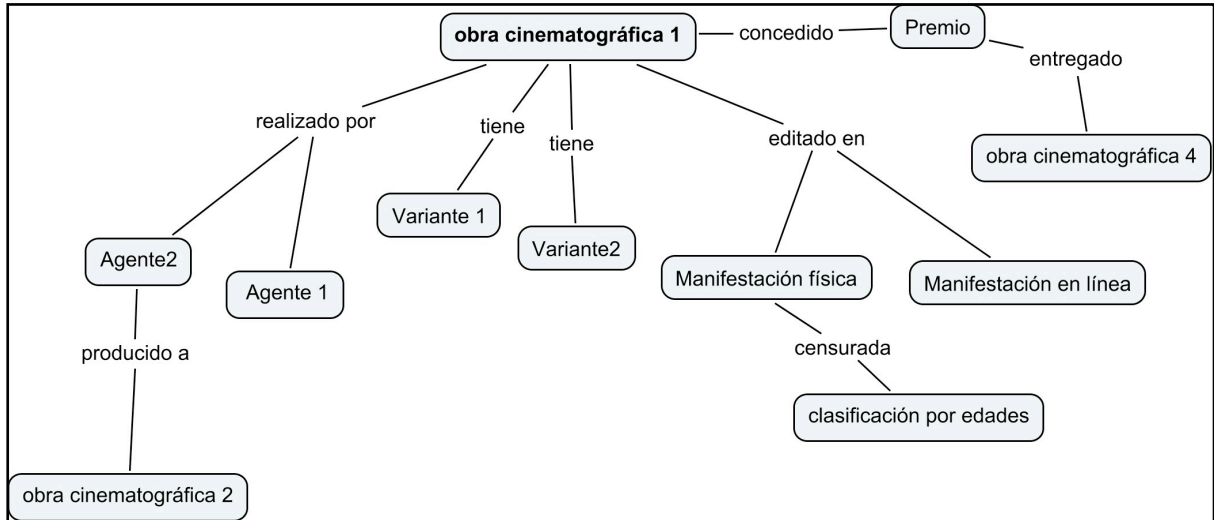 obra cinematográfica 1
concedido
Premio
entregado
obra cinematográfica 4
realizado por
tiene
tiene
editado en
Variante 1
Variante2
Agente2
Agente 1
Manifestación física
Manifestación en línea
producido a
censurada
clasificación por edades
obra cinematográfica 2